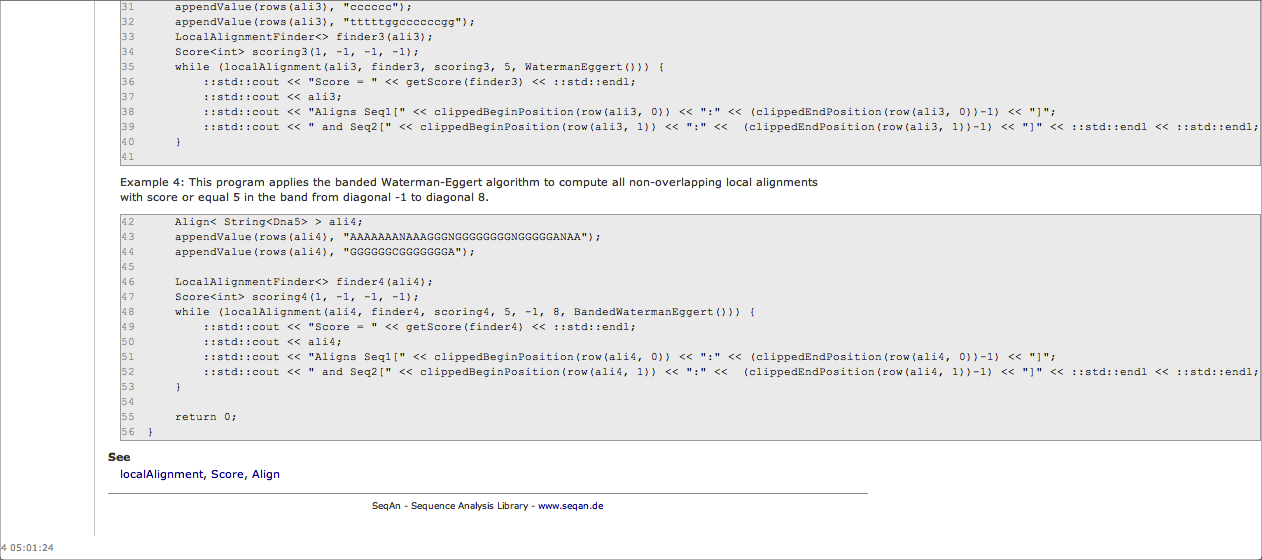 31 appendValue(rows(ali3), "cccccc");
32 appendValue(rows(ali3), "tttttggccccccgg");
33 LocalAlignmentFinder<> finder3(ali3);
34 Score<int> scoring3(1, -1, -1, -1);
35 while (localAlignment(ali3, finder3, scoring3, 5, WatermanEggert())) {
36 ::std::cout << "Score = " << getScore(finder3) << ::std::endl;
37 ::std::cout << ali3;
38 ::std::cout << "Aligns Seq1[" << clippedBeginPosition(row(ali3, 0)) << ":" << (clippedEndPosition(row(ali3, 0))-1) << "]";
39 ::std::cout << " and Seq2[" << clippedBeginPosition(row(ali3, 1)) << ":" <<  (clippedEndPosition(row(ali3, 1))-1) << "]" << ::std::endl << ::std::endl;
40 }
41
Example 4: This program applies the banded Waterman-Eggert algorithm to compute all non-overlapping local alignments
with score or equal 5 in the band from diagonal -1 to diagonal 8.
42 Align< String<Dna5> > ali4;
43 appendValue(rows(ali4), "AAAAAAANAAAGGGNGGGGGGGGNGGGGGANAA");
44 appendValue(rows(ali4), "GGGGGGCGGGGGGGA");
45
46 LocalAlignmentFinder<> finder4(ali4);
47 Score<int> scoring4(1, -1, -1, -1);
48 while (localAlignment(ali4, finder4, scoring4, 5, -1, 8, BandedWatermanEggert())) {
49 ::std::cout << "Score = " << getScore(finder4) << ::std::endl;
50 ::std::cout << ali4;
51 ::std::cout << "Aligns Seq1[" << clippedBeginPosition(row(ali4, 0)) << ":" << (clippedEndPosition(row(ali4, 0))-1) << "]";
52 ::std::cout << " and Seq2[" << clippedBeginPosition(row(ali4, 1)) << ":" <<  (clippedEndPosition(row(ali4, 1))-1) << "]" << ::std::endl << ::std::endl;
53 }
54
55 return 0;
56 }
See
localAlignment, Score, Align
SeqAn - Sequence Analysis Library - www.seqan.de
4 05:01:24